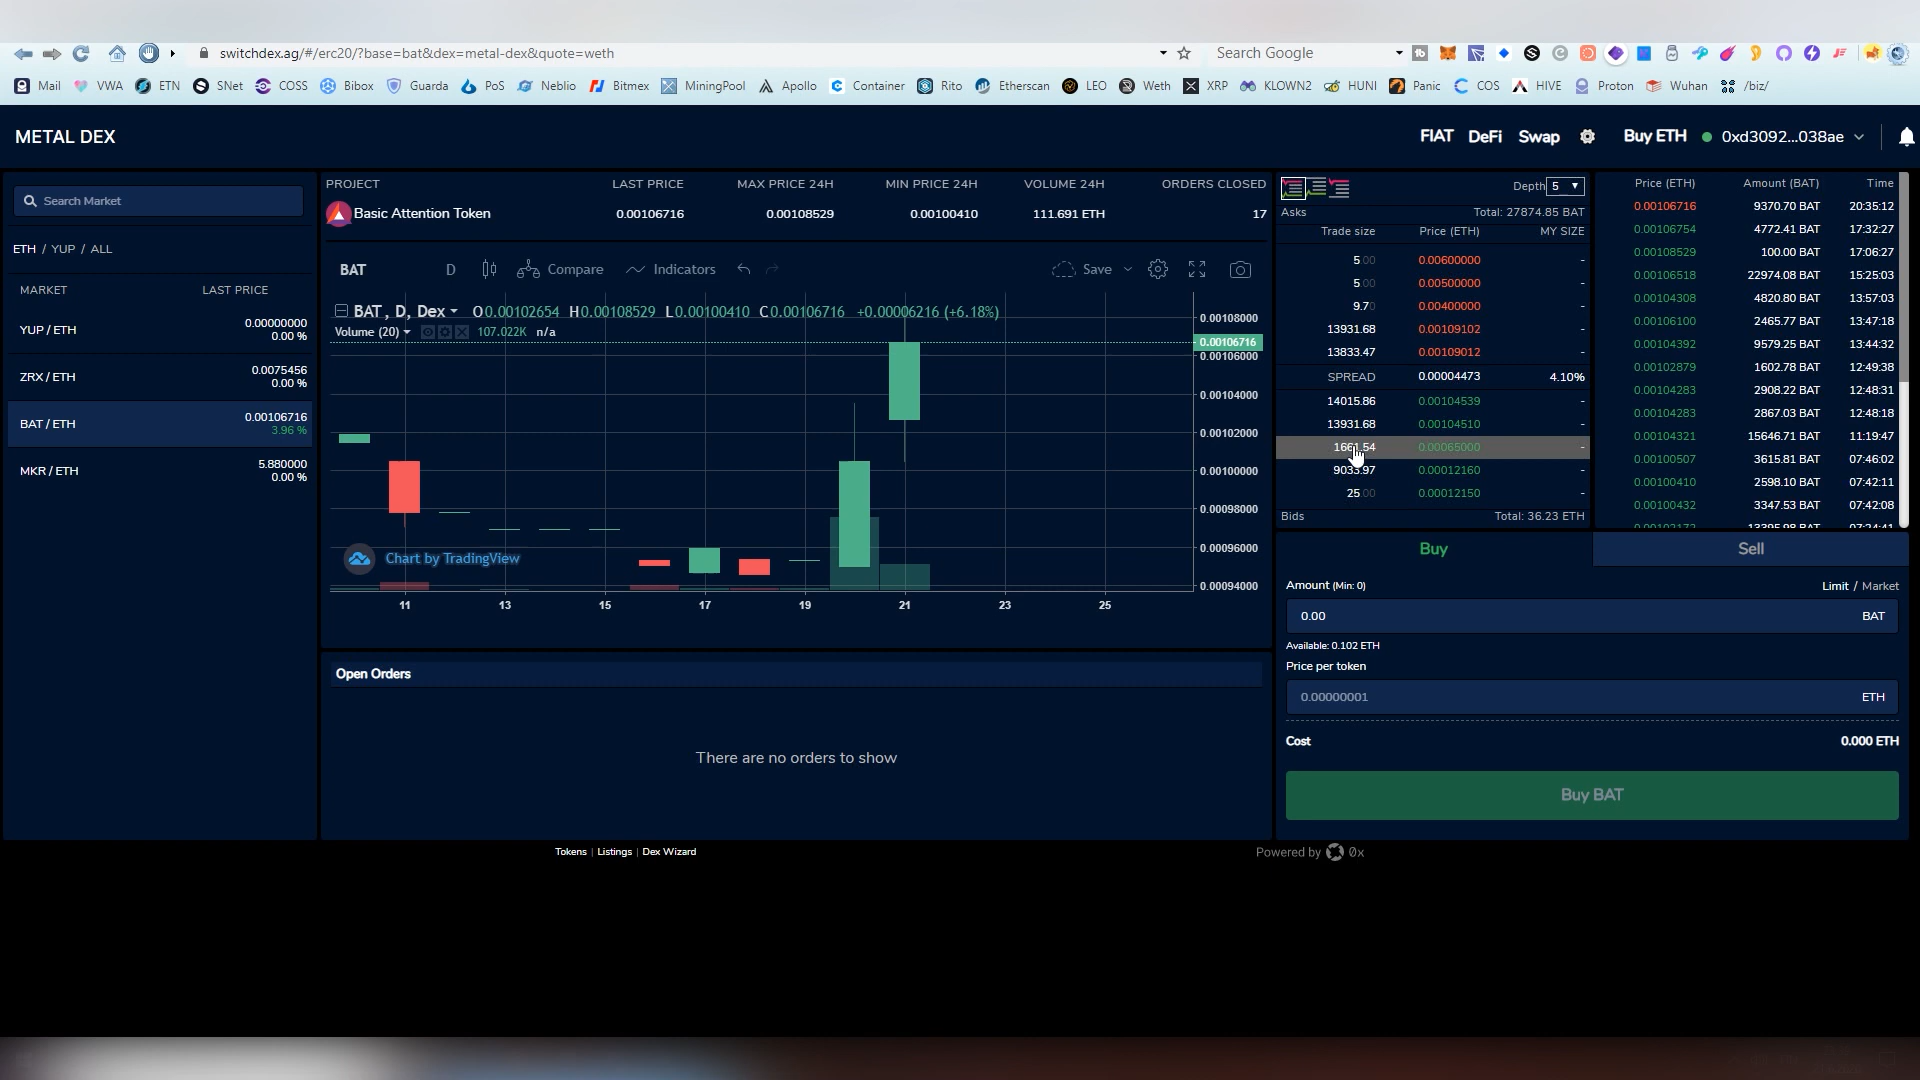 switchdex.ag/#/erc20/?base=bat&dex=metal-dex&quote=weth
Search Google
Mail VWA ETN SNet COSS Bibox Guarda PoS Neblio Bitmex MiningPool Apollo Container Rito Etherscan LEO Weth XRP KLOWN2 HUNI Panic COS HIVE Proton Wuhan /biz/
METAL DEX
FIAT DeFi Swap Buy ETH 0xd3092...038ae
Search Market
ETH / YUP / ALL
MARKET LAST PRICE
YUP / ETH 0.00000000
0.00 %
ZRX / ETH 0.0075456
0.00 %
BAT / ETH 0.00106716
3.96 %
MKR / ETH 5.880000
0.00 %
PROJECT LAST PRICE MAX PRICE 24H MIN PRICE 24H VOLUME 24H ORDERS CLOSED
Basic Attention Token 0.00106716 0.00108529 0.00100410 111.691 ETH 17
BAT D Compare Indicators Save
BAT, D, Dex O0.00102654 H0.00108529 L0.00100410 C0.00106716 +0.00006216 (+6.18%)
Volume (20) 107.022K n/a
0.00108000
0.00106716
0.00106000
0.00104000
0.00102000
0.00100000
0.00098000
0.00096000
0.00094000
Chart by TradingView
11 13 15 17 19 21 23 25
Open Orders
There are no orders to show
Depth 5
Asks Total: 27874.85 BAT
Trade size Price (ETH) MY SIZE
5.00 0.00600000 -
5.00 0.00500000 -
9.70 0.00400000 -
13931.68 0.00109102 -
13833.47 0.00109012 -
SPREAD 0.00004473 4.10%
14015.86 0.00104539 -
13931.68 0.00104510 -
1661.54 0.00065000 -
9033.97 0.00012160 -
25.00 0.00012150 -
Bids Total: 36.23 ETH
Price (ETH) Amount (BAT) Time
0.00106716 9370.70 BAT 20:35:12
0.00106754 4772.41 BAT 17:32:27
0.00108529 100.00 BAT 17:06:27
0.00106518 22974.08 BAT 15:25:03
0.00104308 4820.80 BAT 13:57:03
0.00106100 2465.77 BAT 13:47:18
0.00104392 9579.25 BAT 13:44:32
0.00102879 1602.78 BAT 12:49:38
0.00104283 2908.22 BAT 12:48:31
0.00104283 2867.03 BAT 12:48:18
0.00104321 15646.71 BAT 11:19:47
0.00100507 3615.81 BAT 07:46:02
0.00100410 2598.10 BAT 07:42:11
0.00100432 3347.53 BAT 07:42:08
0.00102172 13395.98 BAT 07:24:41
Buy Sell
Amount (Min: 0) Limit / Market
0.00 BAT
Available: 0.102 ETH
Price per token
0.00000001 ETH
Cost 0.000 ETH
Buy BAT
Tokens | Listings | Dex Wizard
Powered by 0x